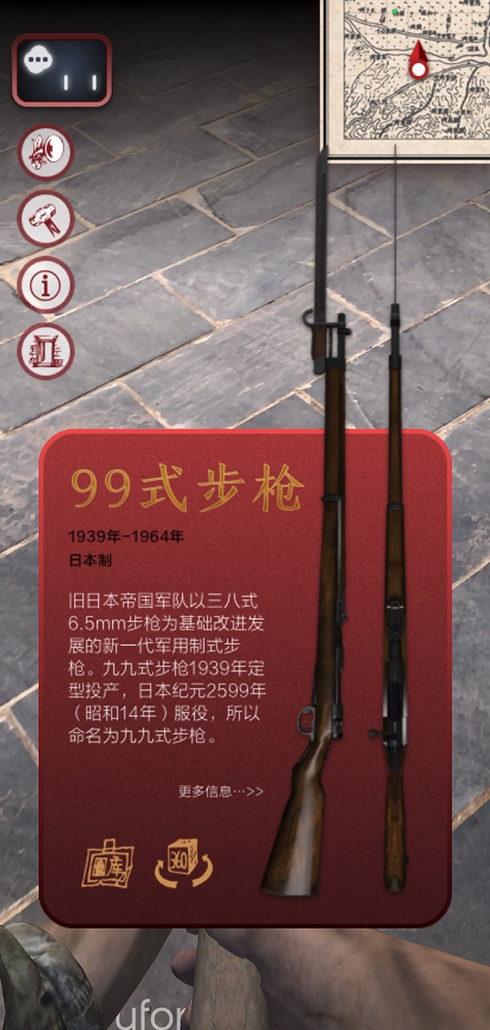 99式步枪
1939年-1964年
日本制
旧日本帝国军队以三八式
6.5mm步枪为基础改进发
展的新一代军用制式步
枪。九九式步枪1939年定
型投产，日本纪元2599年
（昭和14年）服役，所以
命名为九九式步枪。
更多信息…>>
圖库
360
ufor